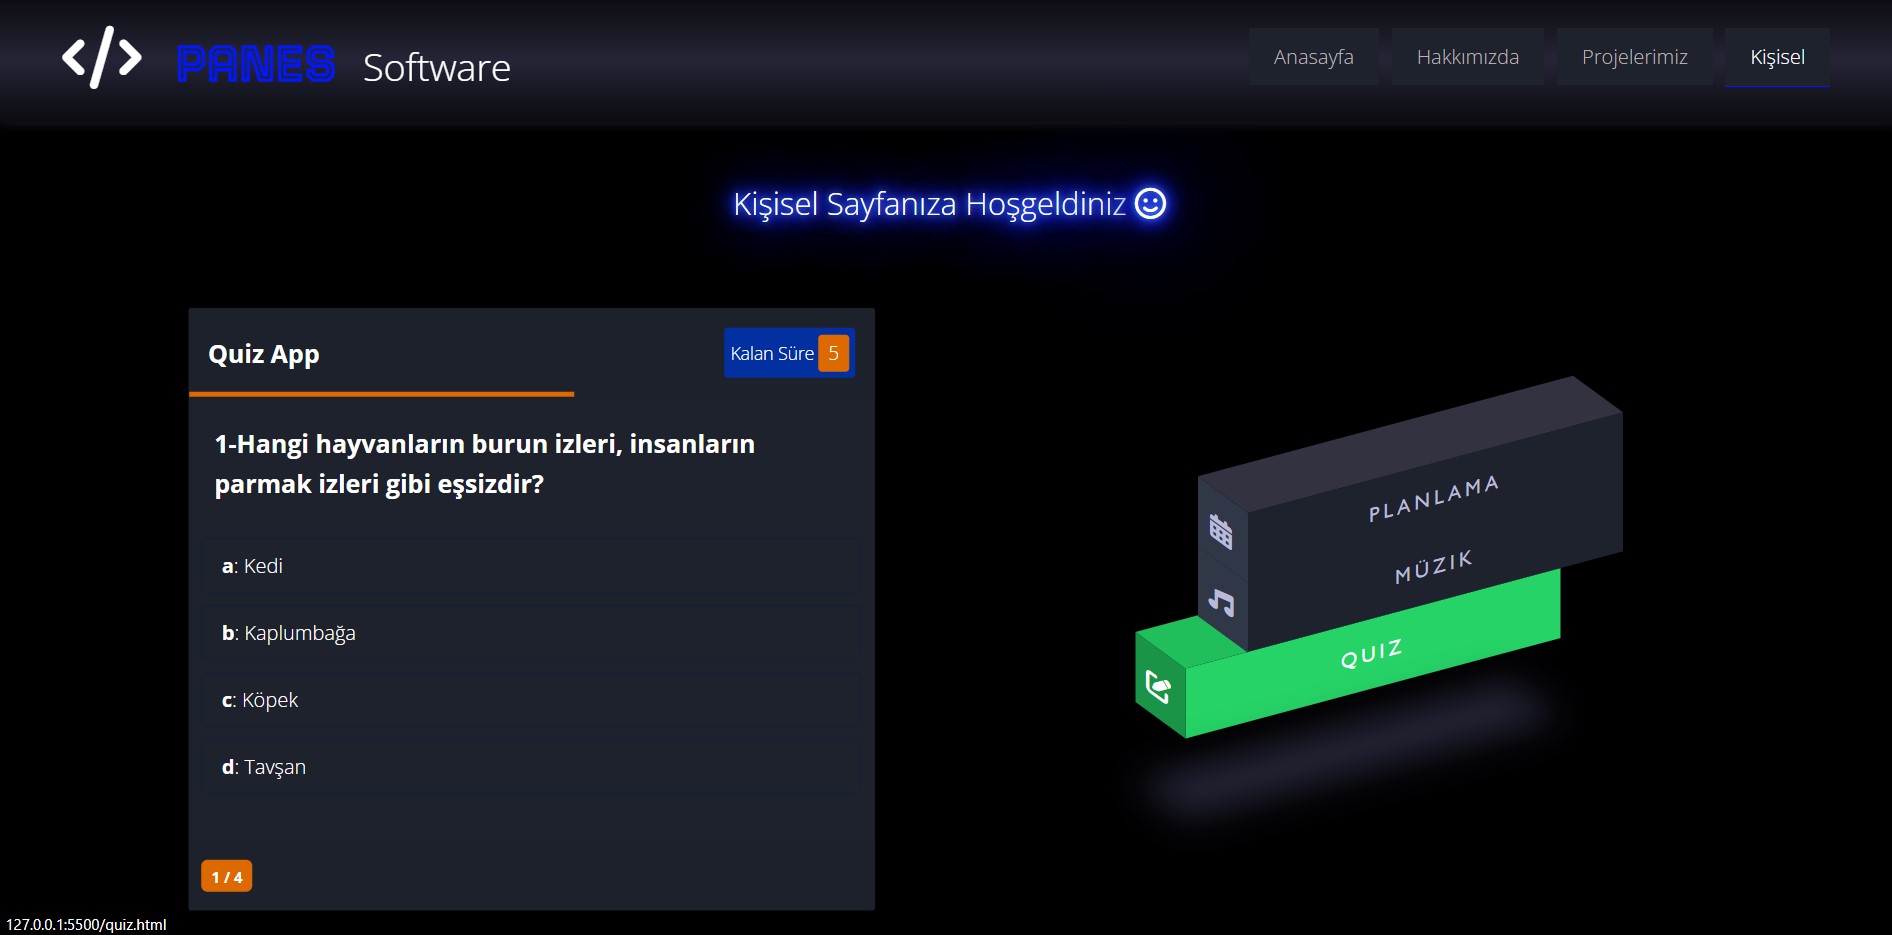 </> PANES Software
Anasayfa
Hakkımızda
Projelerimiz
Kişisel
Kişisel Sayfanıza Hoşgeldiniz
Quiz App
Kalan Süre 5
1-Hangi hayvanların burun izleri, insanların
parmak izleri gibi eşsizdir?
a: Kedi
b: Kaplumbağa
c: Köpek
d: Tavşan
1 / 4
PLANLAMA
MÜZIK
QUIZ
127.0.0.1:5500/quiz.html